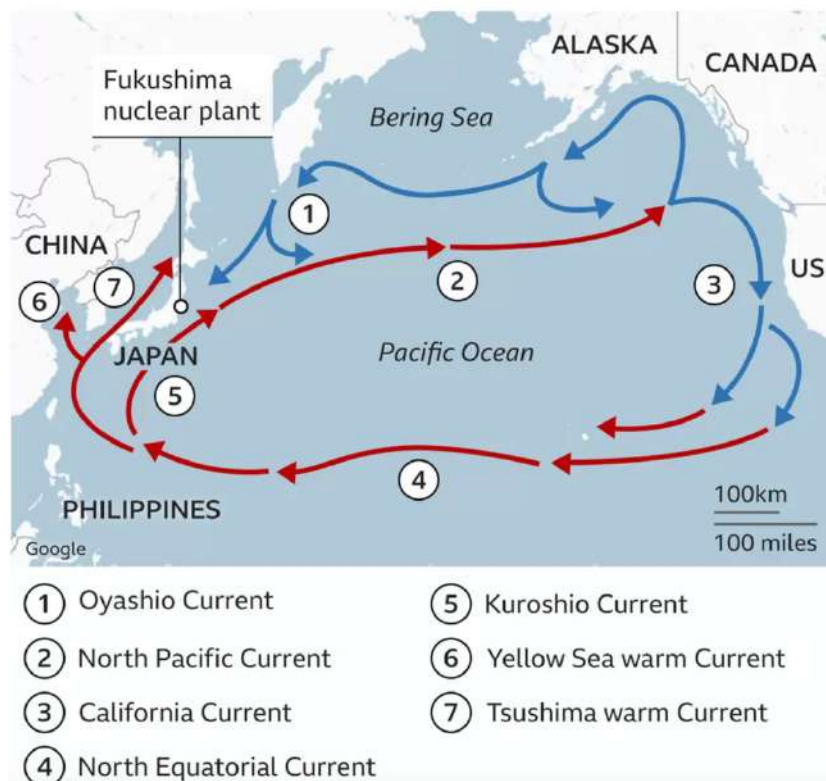 ALASKA
CANADA
Fukushima
nuclear plant
Bering Sea
1
CHINA
7
2
US
3
6
JAPAN
Pacific Ocean
5
4
PHILIPPINES
100km
100 miles
Google
1 Oyashio Current
5 Kuroshio Current
2 North Pacific Current
6 Yellow Sea warm Current
3 California Current
7 Tsushima warm Current
4 North Equatorial Current